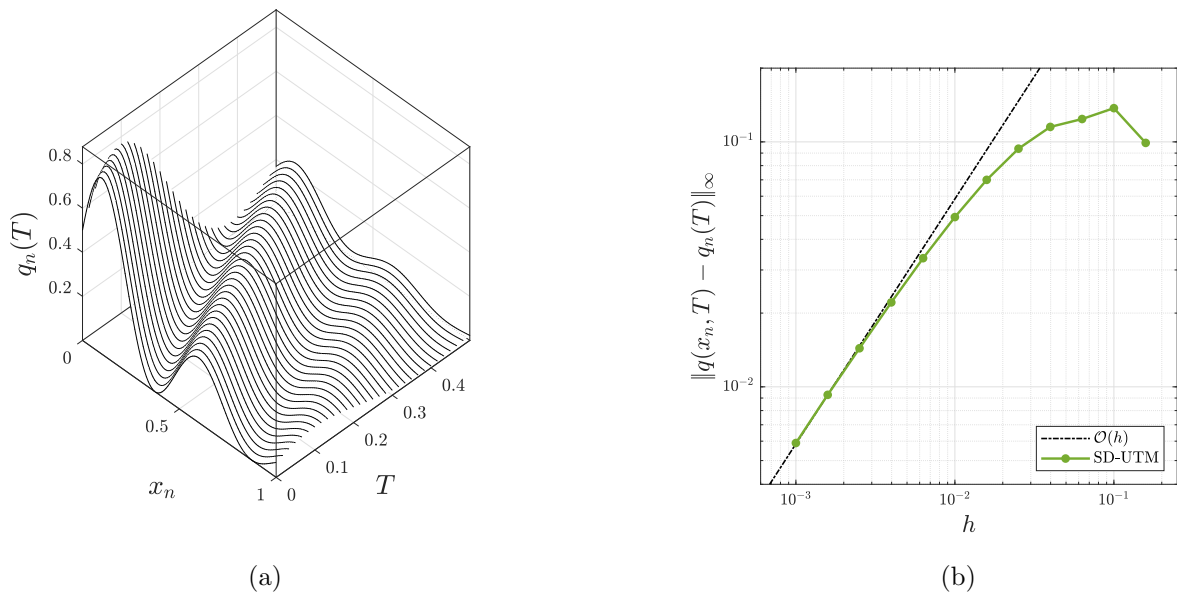 0.8
0.6
0.4
0.2
q_n(T)
0
0.5
1
x_n
0
0.1
0.2
0.3
0.4
T
(a)
10^{-1}
10^{-2}
‖q(x_n, T) − q_n(T)‖_∞
10^{-3}
10^{-2}
10^{-1}
h
𝒪(h)
SD-UTM
(b)